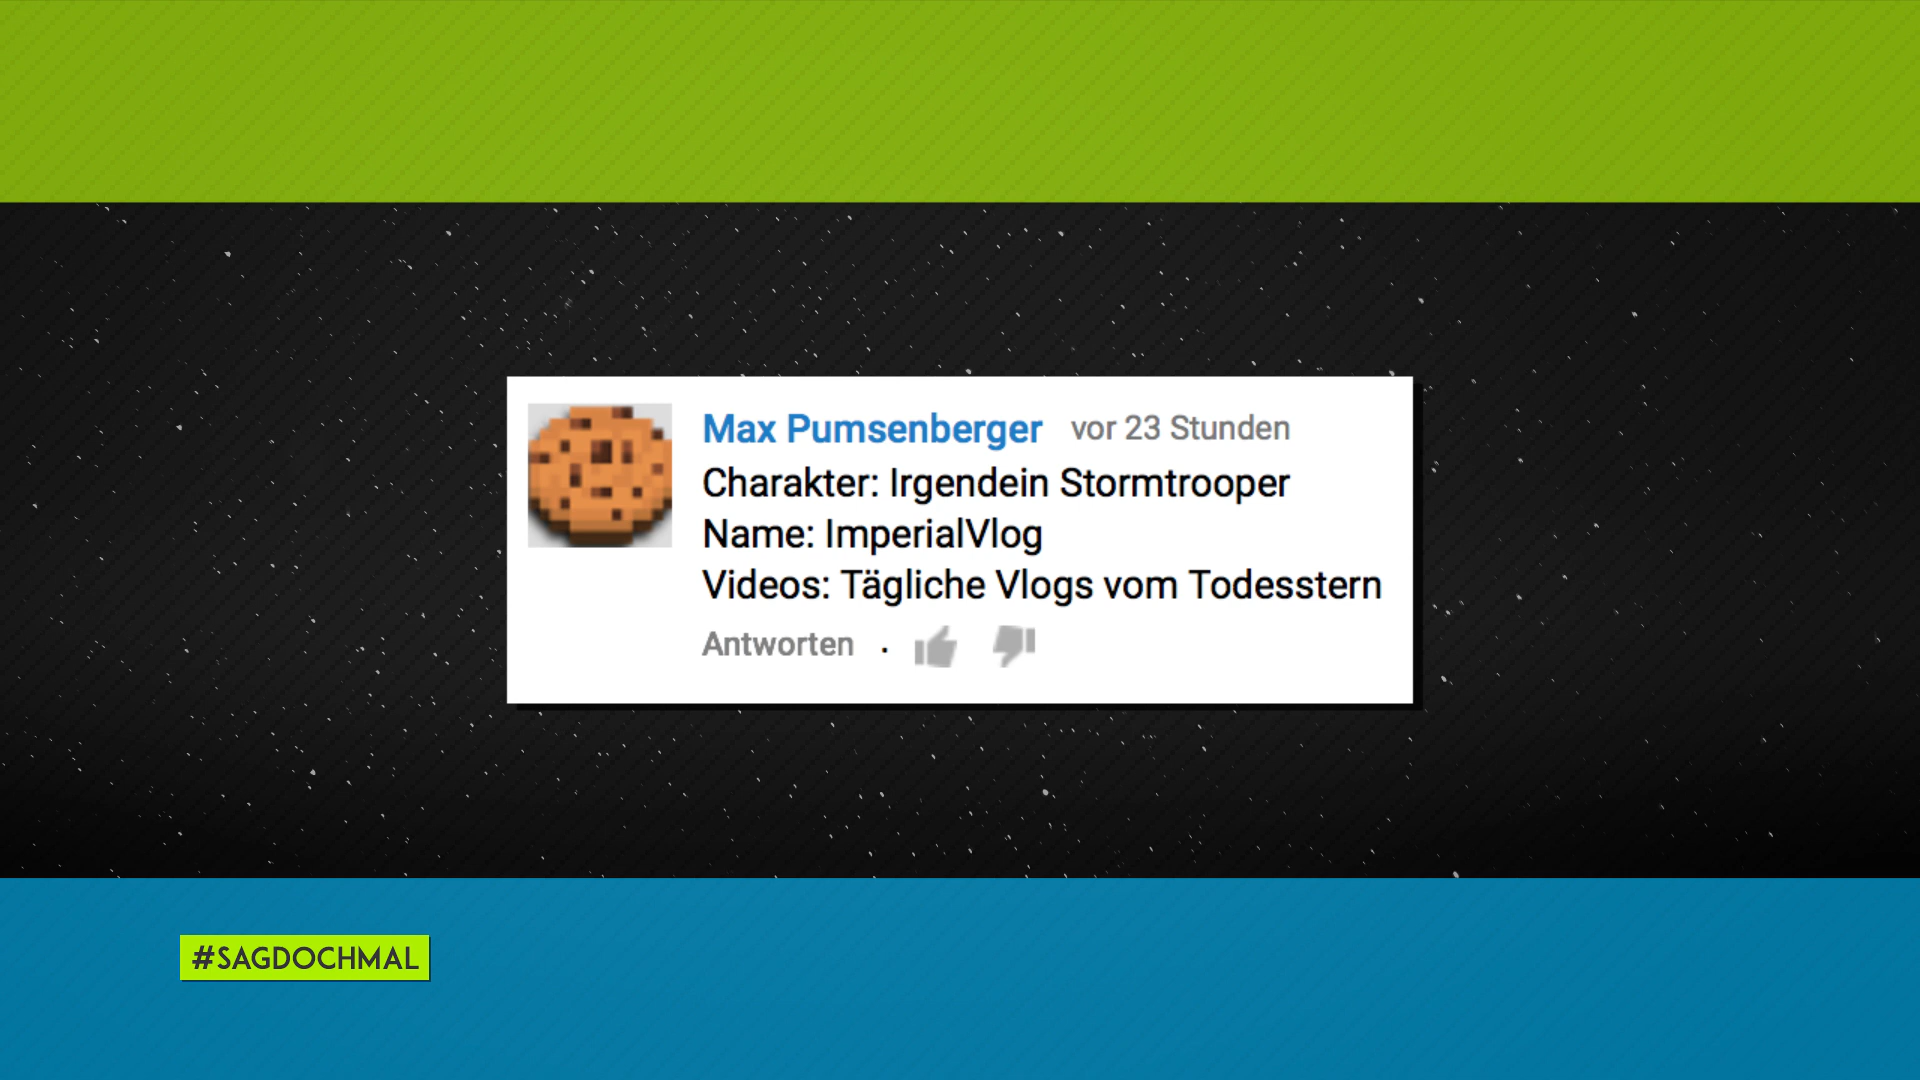 Max Pumsenberger vor 23 Stunden
Charakter: Irgendein Stormtrooper
Name: ImperialVlog
Videos: Tägliche Vlogs vom Todesstern
Antworten .
#SAGDOCHMAL